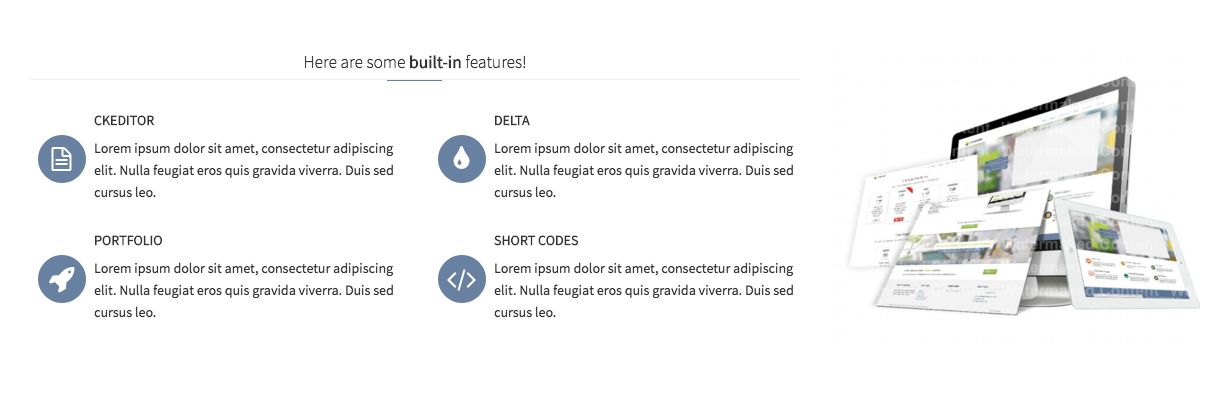 Here are some built-in features!
CKEDITOR
Lorem ipsum dolor sit amet, consectetur adipiscing
elit. Nulla feugiat eros quis gravida viverra. Duis sed
cursus leo.
DELTA
Lorem ipsum dolor sit amet, consectetur adipiscing
elit. Nulla feugiat eros quis gravida viverra. Duis sed
cursus leo.
PORTFOLIO
Lorem ipsum dolor sit amet, consectetur adipiscing
elit. Nulla feugiat eros quis gravida viverra. Duis sed
cursus leo.
SHORT CODES
Lorem ipsum dolor sit amet, consectetur adipiscing
elit. Nulla feugiat eros quis gravida viverra. Duis sed
cursus leo.